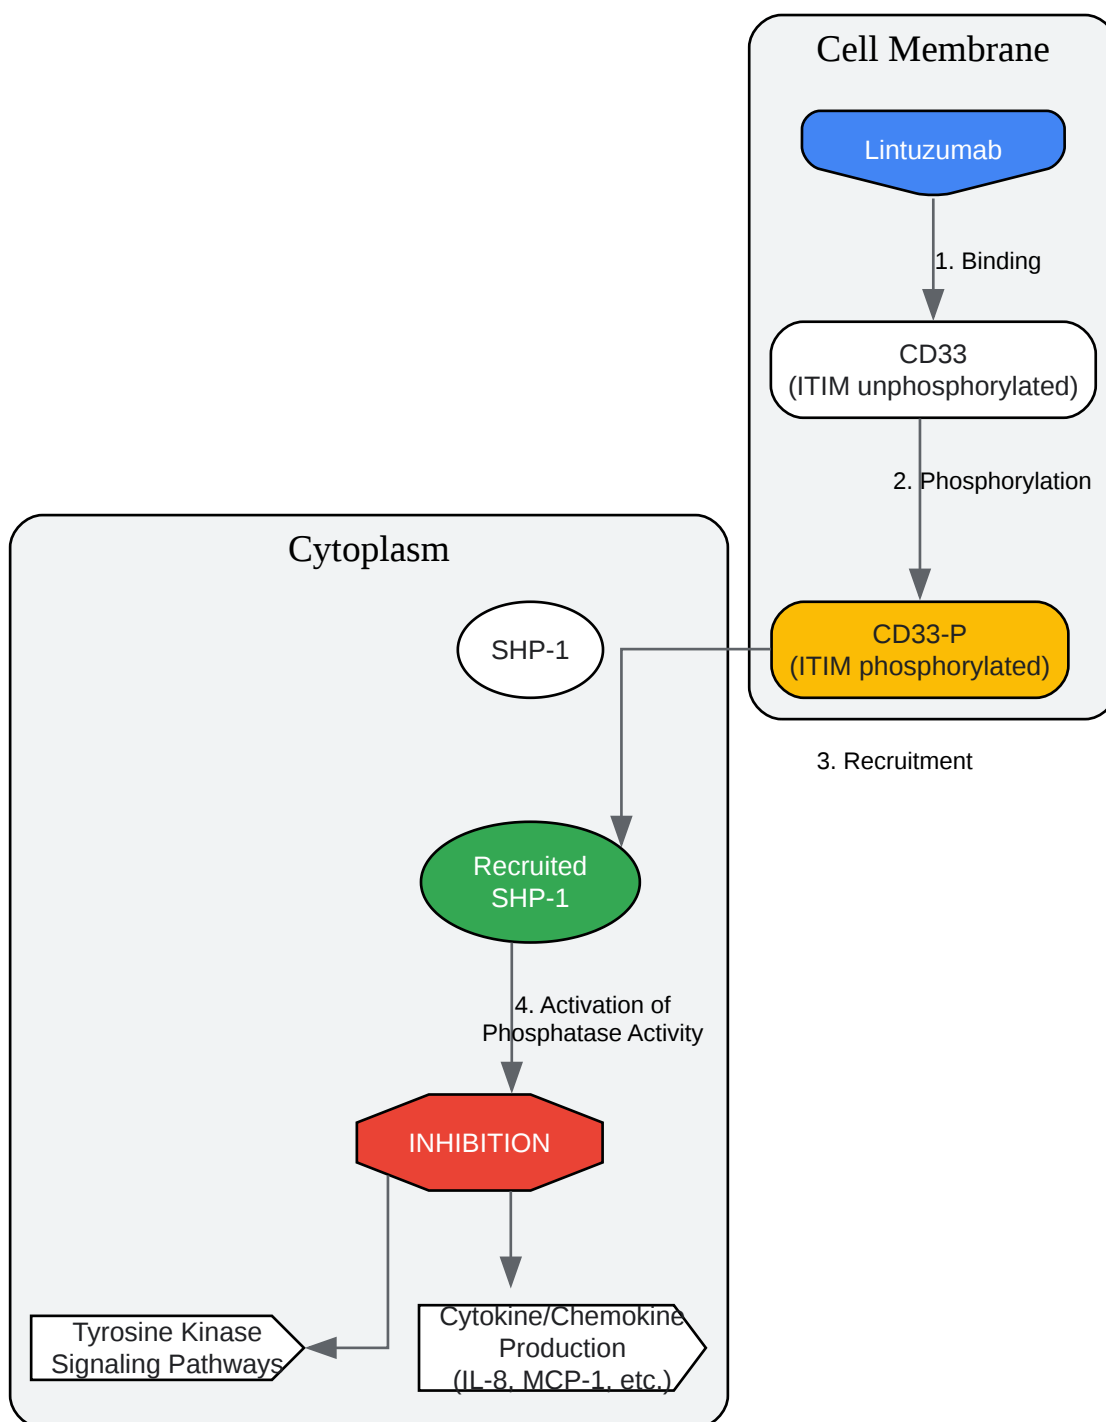 Cell Membrane
Lintuzumab
1. Binding
CD33
(ITIM unphosphorylated)
2. Phosphorylation
Cytoplasm
SHP-1
CD33-P
(ITIM phosphorylated)
3. Recruitment
Recruited
SHP-1
4. Activation of
Phosphatase Activity
INHIBITION
Tyrosine Kinase
Signaling Pathways
Cytokine/Chemokine
Production
(IL-8, MCP-1, etc.)